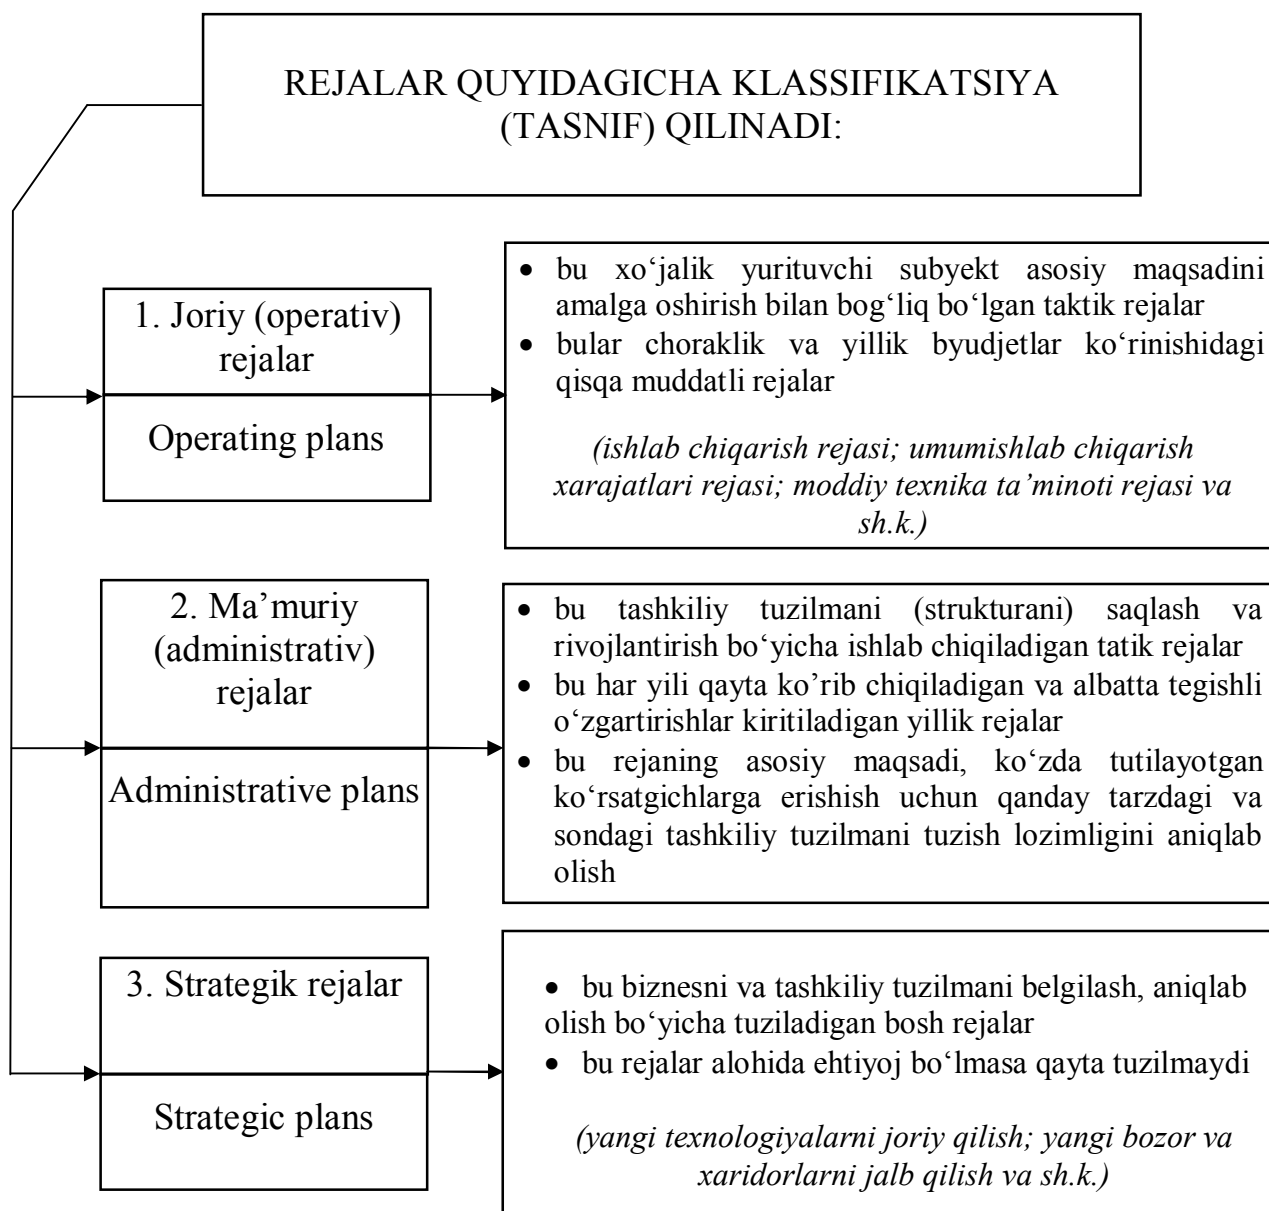 REJALAR QUYIDAGICHA KLASSIFIKATSIYA
(TASNIF) QILINADI:
1. Joriy (operativ)
rejalar
Operating plans
• bu xo‘jalik yurituvchi subyekt asosiy maqsadini
amalga oshirish bilan bog‘liq bo‘lgan taktik rejalar
• bular choraklik va yillik byudjetlar ko‘rinishidagi
qisqa muddatli rejalar
(ishlab chiqarish rejasi; umumishlab chiqarish
xarajatlari rejasi; moddiy texnika ta’minoti rejasi va
sh.k.)
2. Ma’muriy
(administrativ)
rejalar
Administrative plans
• bu tashkiliy tuzilmani (strukturani) saqlash va
rivojlantirish bo‘yicha ishlab chiqiladigan tatik rejalar
• bu har yili qayta ko’rib chiqiladigan va albatta tegishli
o‘zgartirishlar kiritiladigan yillik rejalar
• bu rejaning asosiy maqsadi, ko‘zda tutilayotgan
ko‘rsatgichlarga erishish uchun qanday tarzdagi va
sondagi tashkiliy tuzilmani tuzish lozimligini aniqlab
olish
3. Strategik rejalar
Strategic plans
• bu biznesni va tashkiliy tuzilmani belgilash, aniqlab
olish bo‘yicha tuziladigan bosh rejalar
• bu rejalar alohida ehtiyoj bo‘lmasa qayta tuzilmaydi
(yangi texnologiyalarni joriy qilish; yangi bozor va
xaridorlarni jalb qilish va sh.k.)